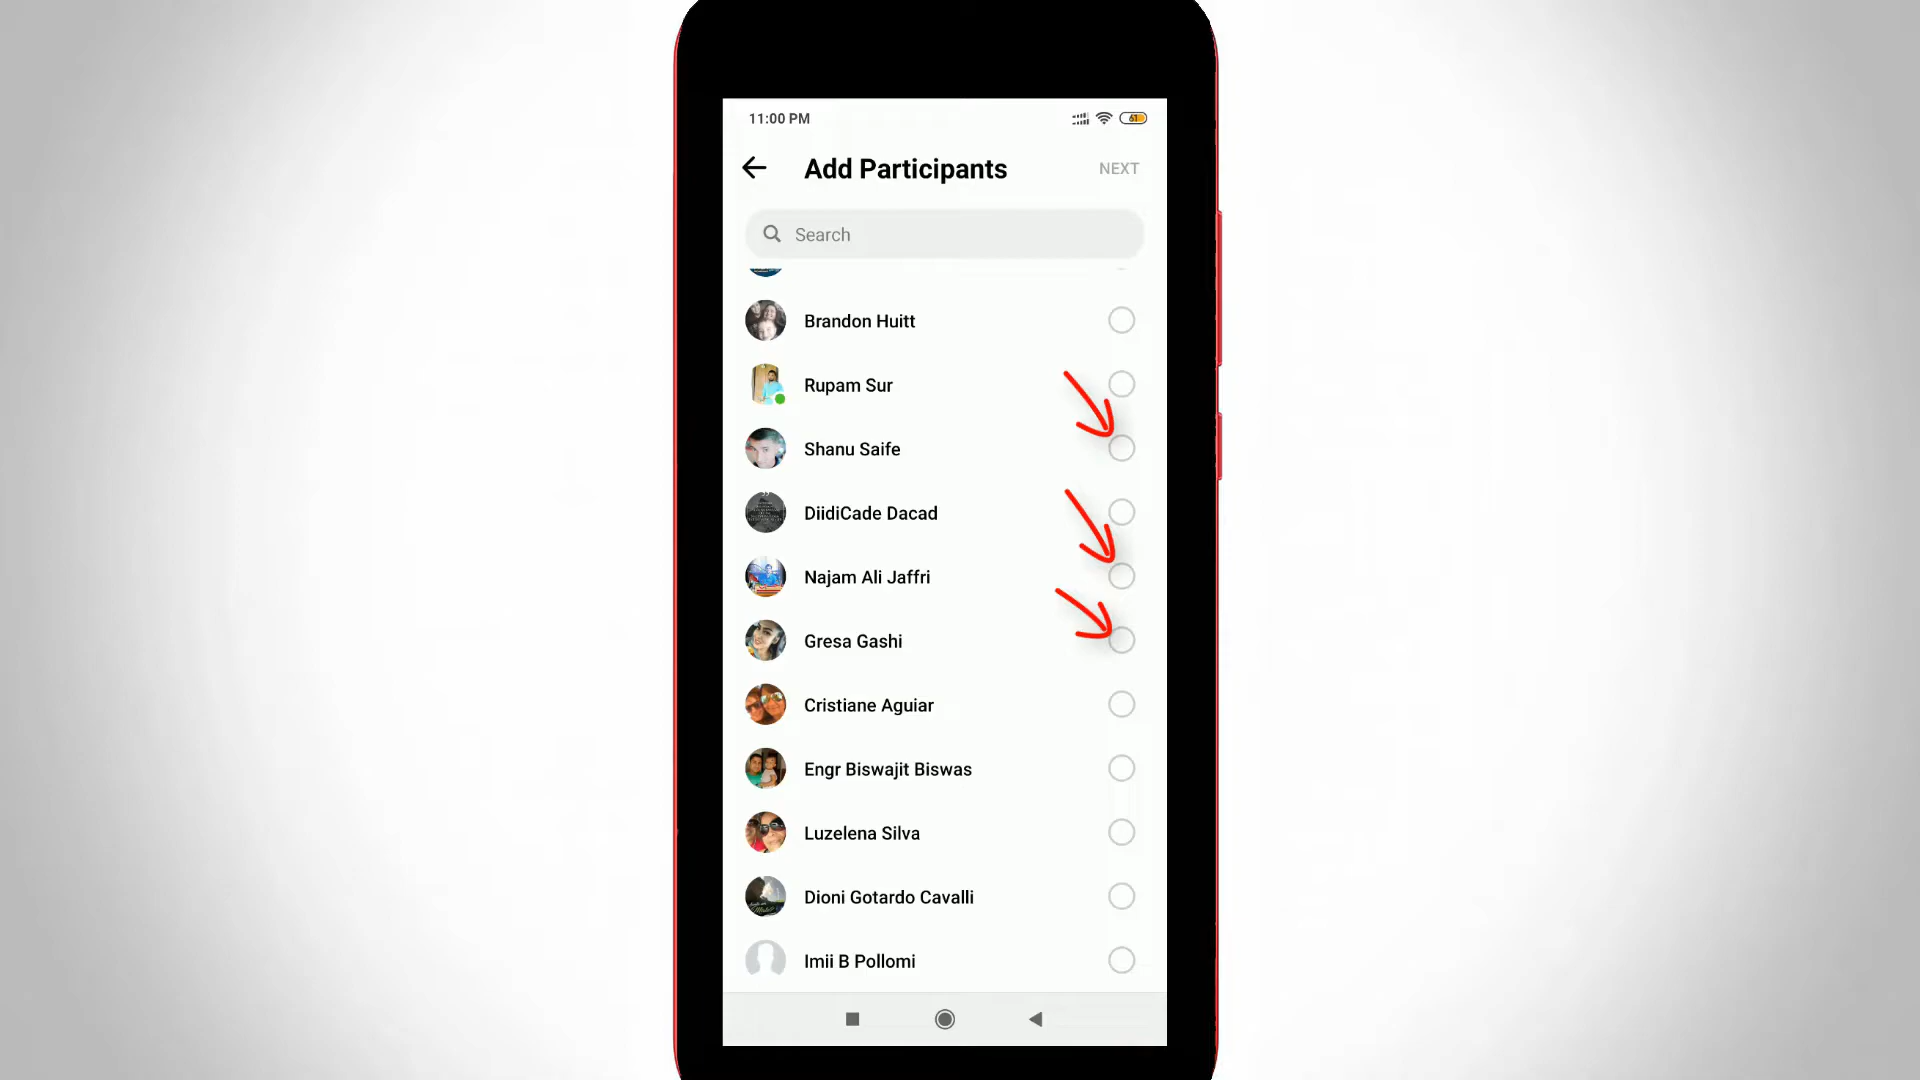 11:00 PM
61
Add Participants
NEXT
Search
Brandon Huitt
Rupam Sur
Shanu Saife
DiidiCade Dacad
Najam Ali Jaffri
Gresa Gashi
Cristiane Aguiar
Engr Biswajit Biswas
Luzelena Silva
Dioni Gotardo Cavalli
Imii B Pollomi